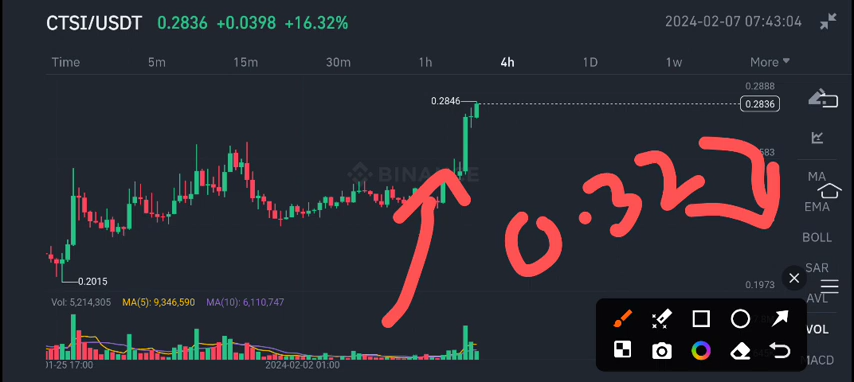 CTSI/USDT 0.2836 +0.0398 +16.32% 2024-02-07 07:43:04
Time 5m 15m 30m 1h 4h 1D 1w More
0.2888
0.2846
0.2836
BINANCE
MA
EMA
BOLL
0.32
SAR
0.2015
0.1973
AVL
Vol: 5,214,305 MA(5): 9,346,590 MA(10): 6,110,747
VOL
MACD
2024-02-02 01:00